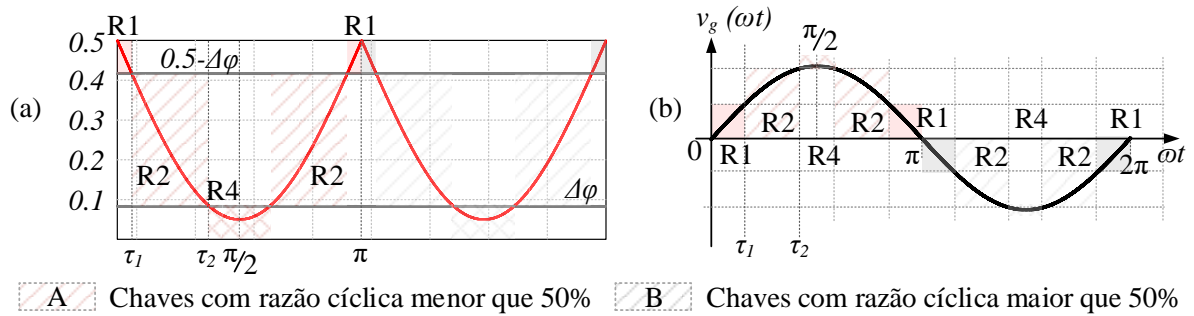 (a)
0.5
0.4
0.3
0.2
0.1
R1
R1
0.5-Δφ
R2
R4
R2
Δφ
τ1
τ2
π/2
π
(b)
vg (ωt)
π/2
R2
R2
R1
R4
R1
0
R1
R4
π
R2
R2
2π
ωt
τ1
τ2
A Chaves com razão cíclica menor que 50%
B Chaves com razão cíclica maior que 50%